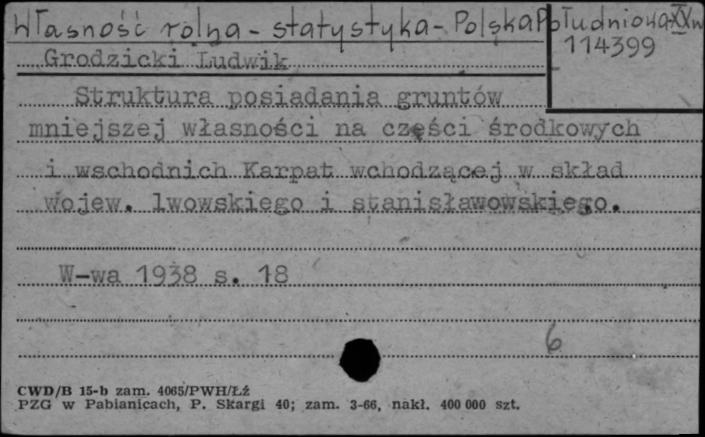 Własność rolna - statystyka - Polska Południowa XX w
114399
Grodzicki Ludwik
Struktura posiadania gruntów
mniejszej własności na części środkowych
i wschodnich Karpat wchodzącej w skład
wojew. lwowskiego i stanisławowskiego.
W-wa 1938 s. 18
6
CWD/B 15-b zam. 4065/PWH/Łź
PZG w Pabianicach, P. Skargi 40; zam. 3-66, nakł. 400 000 szt.